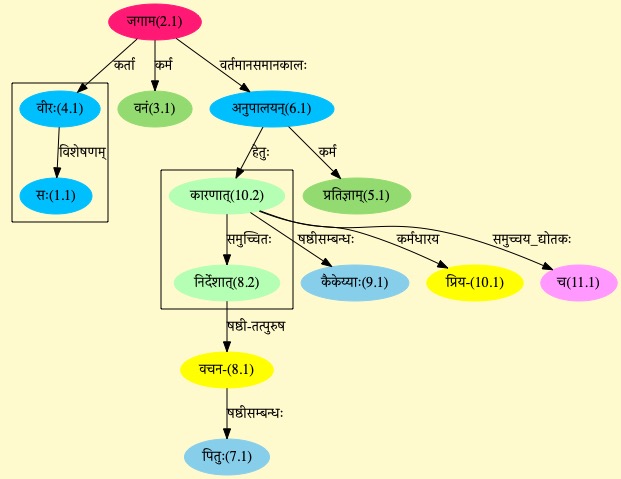 जगाम(2.1)
कर्ता कर्म वर्तमानसमानकालः
वीरः(4.1) वनं(3.1) अनुपालयन्(6.1)
विशेषणम् हेतुः कर्म
सः(1.1) कारणात्(10.2) प्रतिज्ञाम्(5.1)
समुच्चितः षष्ठीसम्बन्धः कर्मधारय समुच्चय_द्योतकः
निर्देशात्(8.2) कैकेय्याः(9.1) प्रिय-(10.1) च(11.1)
षष्ठी-तत्पुरुष
वचन-(8.1)
षष्ठीसम्बन्धः
पितुः(7.1)